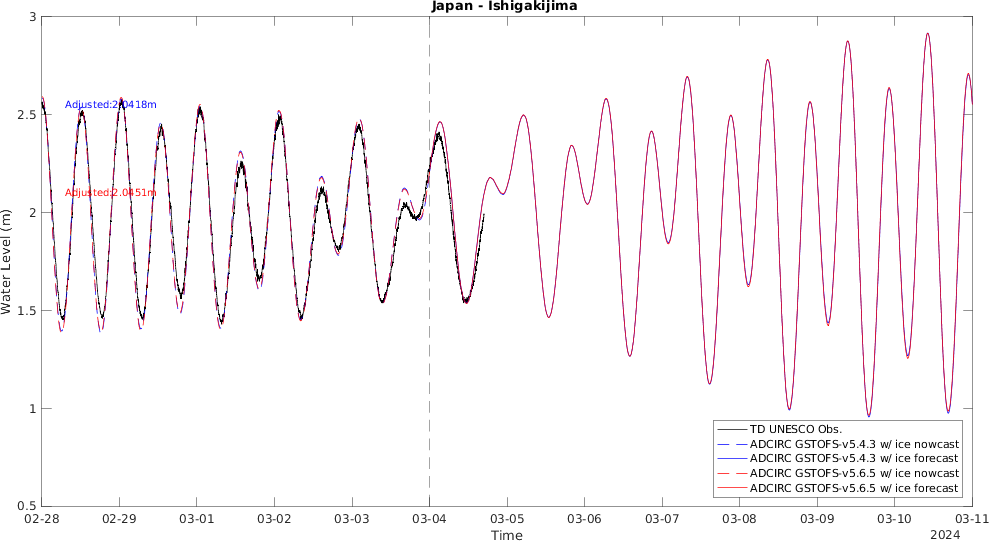 Japan - Ishigakijima
3
2.5
2
1.5
1
0.5
Water Level (m)
Adjusted:2.0418m
Adjusted:2.0451m
TD UNESCO Obs.
ADCIRC GSTOFS-v5.4.3 w/ ice nowcast
ADCIRC GSTOFS-v5.4.3 w/ ice forecast
ADCIRC GSTOFS-v5.6.5 w/ ice nowcast
ADCIRC GSTOFS-v5.6.5 w/ ice forecast
02-28 02-29 03-01 03-02 03-03 03-04 03-05 03-06 03-07 03-08 03-09 03-10 03-11
Time
2024